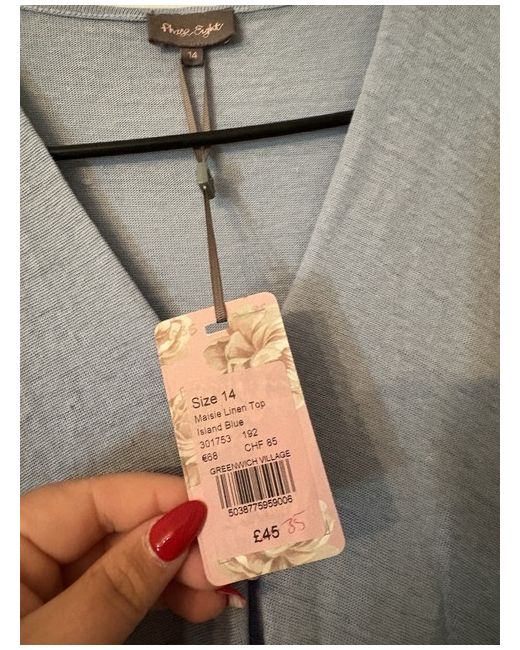 Phase Eight
14
Size 14
Maisie Linen Top
Island Blue
301753 192
€68 CHF 85
GREENWICH VILLAGE
5038775959006
£45 35